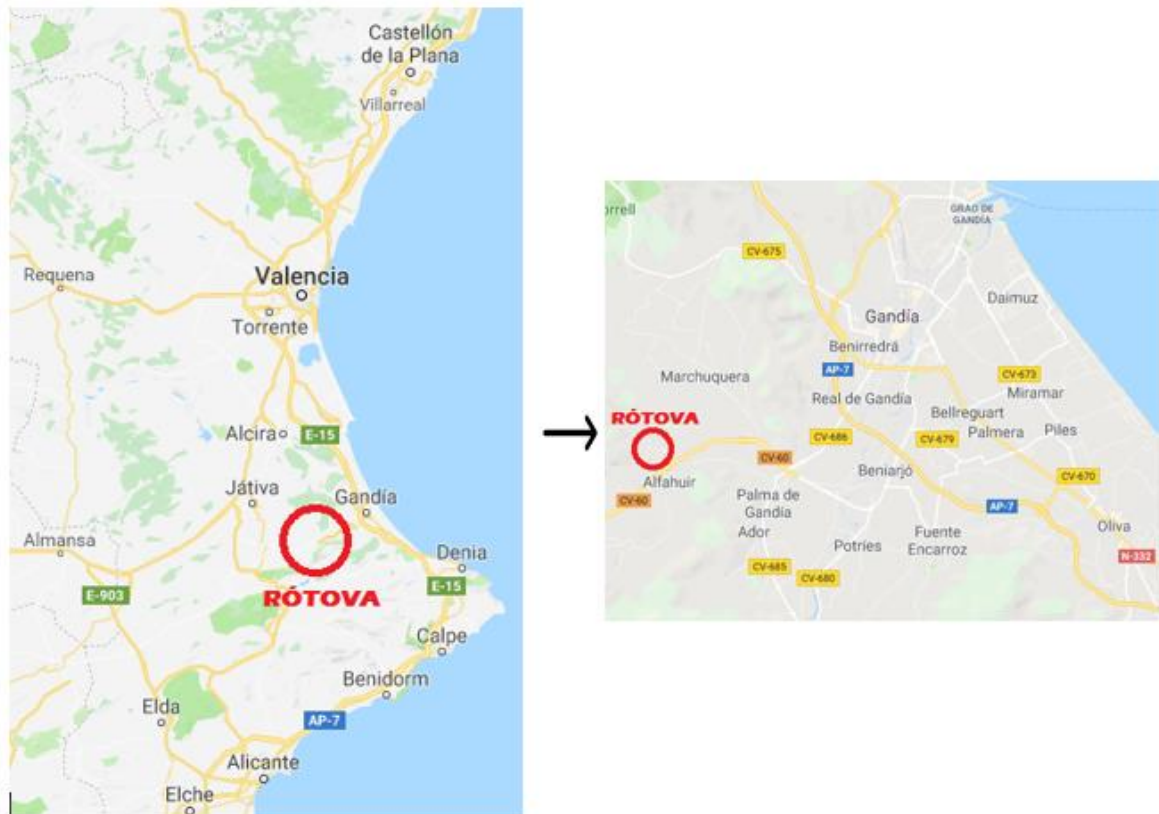 Castellón
de la Plana
Villarreal
Requena
Valencia
Torrente
Alcira
E-15
Játiva
Gandía
Almansa
Denia
E-903
E-15
RÓTOVA
Calpe
Benidorm
Elda
AP-7
Alicante
Elche
orrell
GRAO DE
GANDÍA
CV-675
Daimuz
Gandía
Benirredrá
AP-7
CV-673
Marchuquera
Miramar
Real de Gandía
Bellreguart
RÓTOVA
CV-686
CV-679
Palmera
Piles
CV-60
Beniarjó
CV-670
Alfahuir
CV-60
Palma de
Gandía
AP-7
Ador
Potries
Fuente
Encarroz
Oliva
N-332
CV-685
CV-680